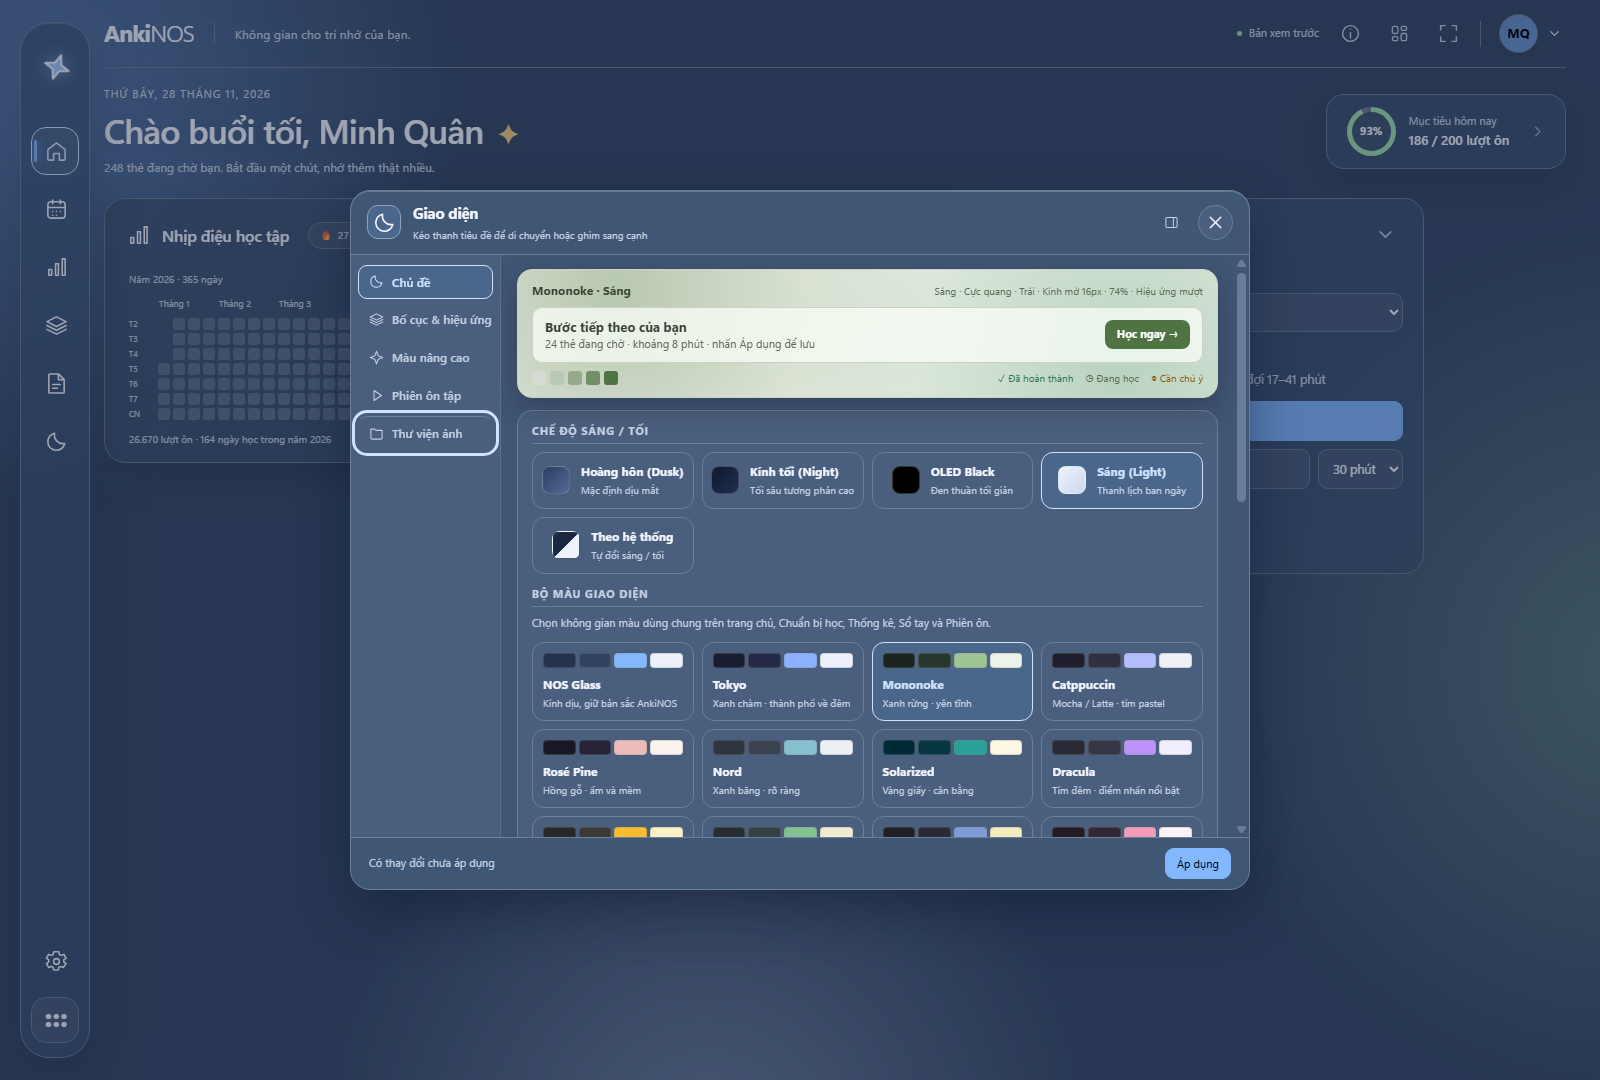 AnkiNOS
Không gian cho trí nhớ của bạn.
Bản xem trước
MQ
THỨ BẢY, 28 THÁNG 11, 2026
Chào buổi tối, Minh Quân
248 thẻ đang chờ bạn. Bắt đầu một chút, nhớ thêm thật nhiều.
93%
Mục tiêu hôm nay
186 / 200 lượt ôn
Nhịp điệu học tập
27
Năm 2026 · 365 ngày
Tháng 1 Tháng 2 Tháng 3
T2
T3
T4
T5
T6
T7
CN
26.670 lượt ôn · 164 ngày học trong năm 2026
17–41 phút
30 phút
Giao diện
Kéo thanh tiêu đề để di chuyển hoặc ghim sang cạnh
Chủ đề
Bố cục & hiệu ứng
Màu nâng cao
Phiên ôn tập
Thư viện ảnh
Mononoke · Sáng
Sáng · Cực quang · Trái · Kính mờ 16px · 74% · Hiệu ứng mượt
Bước tiếp theo của bạn
24 thẻ đang chờ · khoảng 8 phút · nhấn Áp dụng để lưu
Học ngay →
✓ Đã hoàn thành
Đang học
Cần chú ý
CHẾ ĐỘ SÁNG / TỐI
Hoàng hôn (Dusk)
Mặc định dịu mắt
Kính tối (Night)
Tối sâu tương phản cao
OLED Black
Đen thuần tối giản
Sáng (Light)
Thanh lịch ban ngày
Theo hệ thống
Tự đổi sáng / tối
BỘ MÀU GIAO DIỆN
Chọn không gian màu dùng chung trên trang chủ, Chuẩn bị học, Thống kê, Sổ tay và Phiên ôn.
NOS Glass
Kính dịu, giữ bản sắc AnkiNOS
Tokyo
Xanh chàm · thành phố về đêm
Mononoke
Xanh rừng · yên tĩnh
Catppuccin
Mocha / Latte · tím pastel
Rosé Pine
Hồng gỗ · ấm và mềm
Nord
Xanh băng · rõ ràng
Solarized
Vàng giấy · cân bằng
Dracula
Tím đêm · điểm nhấn nổi bật
Có thay đổi chưa áp dụng
Áp dụng